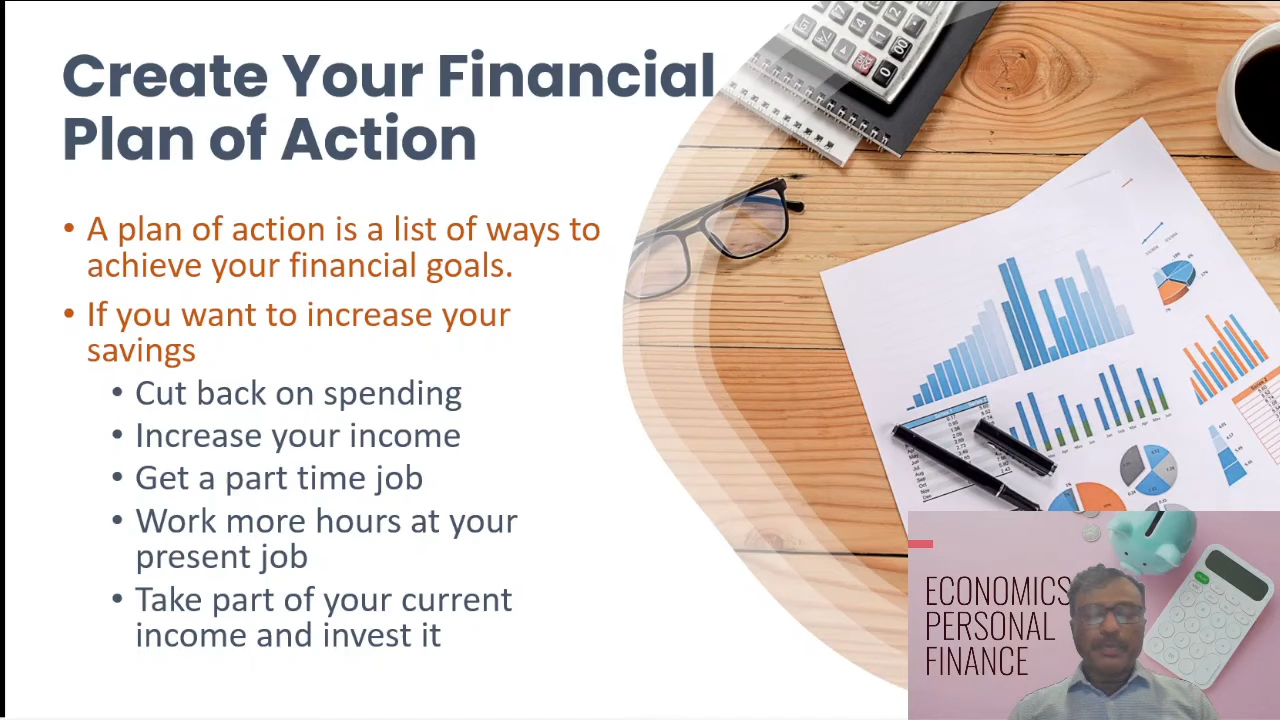 Create Your Financial
Plan of Action
• A plan of action is a list of ways to
achieve your financial goals.
• If you want to increase your
savings
• Cut back on spending
• Increase your income
• Get a part time job
• Work more hours at your
present job
• Take part of your current
income and invest it
ECONOMICS
PERSONAL
FINANCE